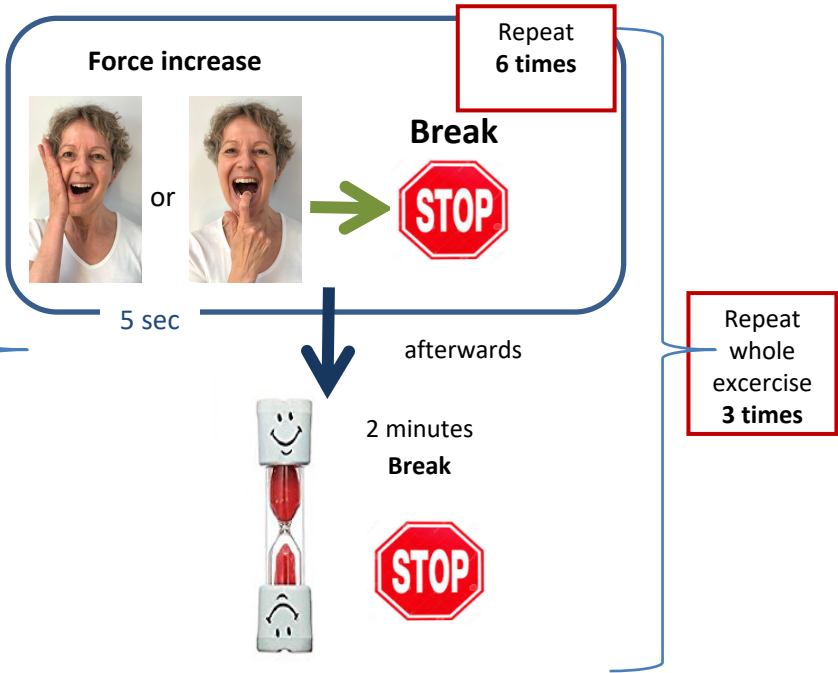 Repeat
6 times
Force increase
Break
or
STOP
5 sec
afterwards
Repeat
whole
excercise
3 times
2 minutes
Break
STOP